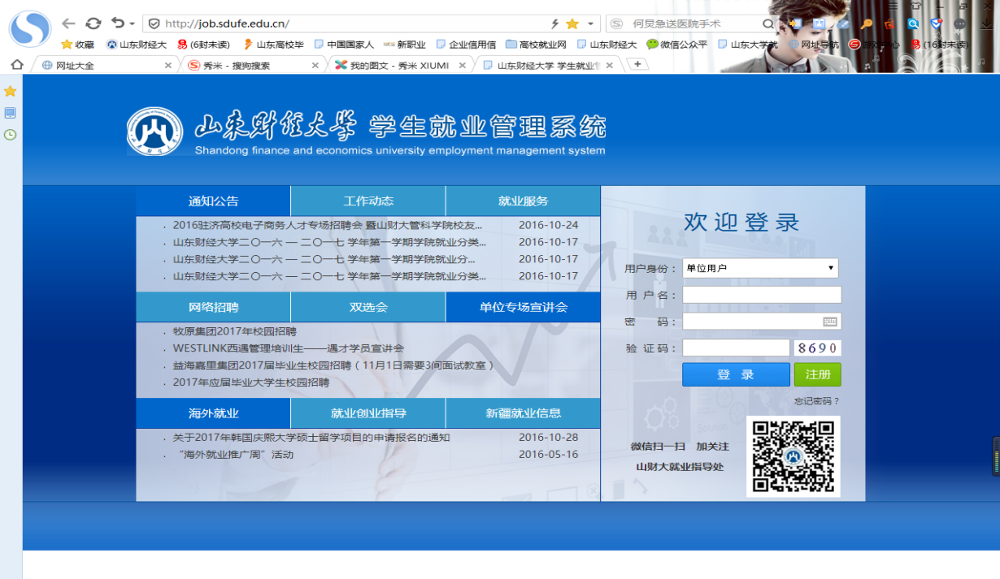 http://job.sdufe.edu.cn/
何炅急送医院手术
收藏 山东财经大 (6封未读) 山东高校毕 中国国家人 新职业 企业信用信 高校就业网 山东财经大 微信公众平 山东大学就 网址导航 (16封未读)
网址大全 秀米 - 搜狗搜索 我的图文 - 秀米 XIUMI 山东财经大学 学生就业管
山东财经大学 学生就业管理系统
Shandong finance and economics university employment management system
通知公告 工作动态 就业服务
. 2016驻济高校电子商务人才专场招聘会 暨山财大管科学院校友... 2016-10-24
. 山东财经大学二〇一六 — 二〇一七 学年第一学期学院就业分类... 2016-10-17
. 山东财经大学二〇一六 — 二〇一七 学年第一学期学院就业分... 2016-10-17
. 山东财经大学二〇一六 — 二〇一七 学年第一学期学院就业分类... 2016-10-17
网络招聘 双选会 单位专场宣讲会
. 牧原集团2017年校园招聘
. WESTLINK西遇管理培训生——遇才学员宣讲会
. 益海嘉里集团2017届毕业生校园招聘（11月1日需要3间面试教室）
. 2017年应届毕业大学生校园招聘
海外就业 就业创业指导 新疆就业信息
. 关于2017年韩国庆熙大学硕士留学项目的申请报名的通知 2016-10-28
. “海外就业推广周”活动 2016-05-16
欢迎登录
用户身份： 单位用户
用 户 名：
密 码：
验 证 码： 8690
登 录 注册
忘记密码？
微信扫一扫 加关注
山财大就业指导处